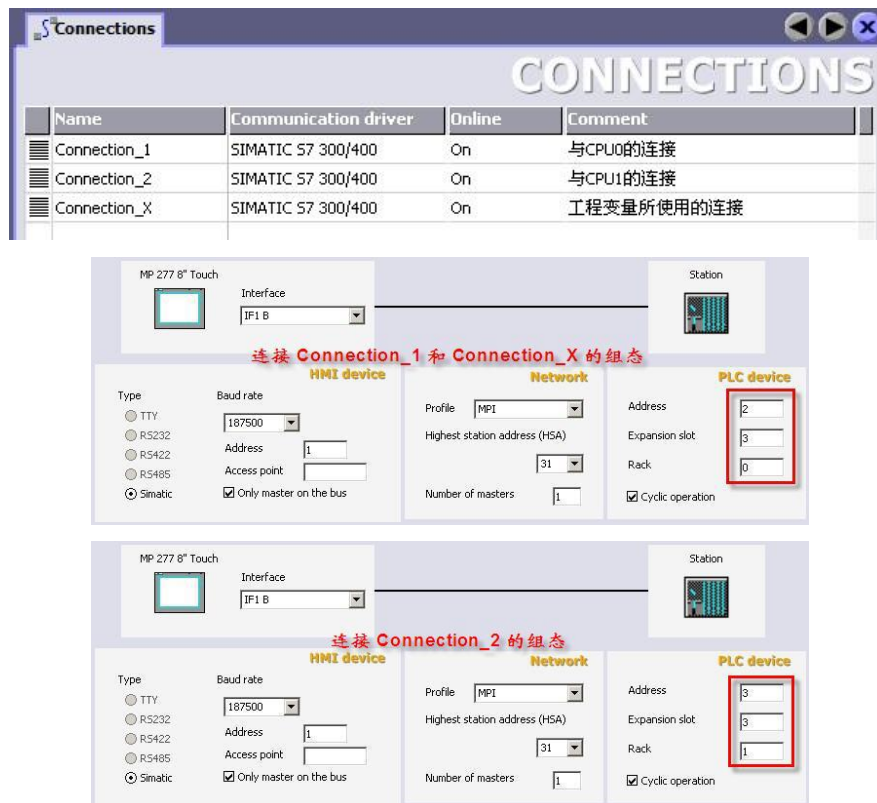 Connections
CONNECTIONS
Name Communication driver Online Comment
Connection_1 SIMATIC S7 300/400 On 与CPU0的连接
Connection_2 SIMATIC S7 300/400 On 与CPU1的连接
Connection_X SIMATIC S7 300/400 On 工程变量所使用的连接
MP 277 8" Touch Station
Interface
IF1 B
连接 Connection_1 和 Connection_X 的组态
HMI device Network PLC device
Type Baud rate
TTY 187500 Profile MPI Address 2
RS232 Highest station address (HSA) Expansion slot 3
RS422 Address 1
RS485 Access point 31 Rack 0
Simatic Only master on the bus Number of masters 1 Cyclic operation
MP 277 8" Touch Station
Interface
IF1 B
连接 Connection_2 的组态
HMI device Network PLC device
Type Baud rate
TTY 187500 Profile MPI Address 3
RS232 Highest station address (HSA) Expansion slot 3
RS422 Address 1
RS485 Access point 31 Rack 1
Simatic Only master on the bus Number of masters 1 Cyclic operation